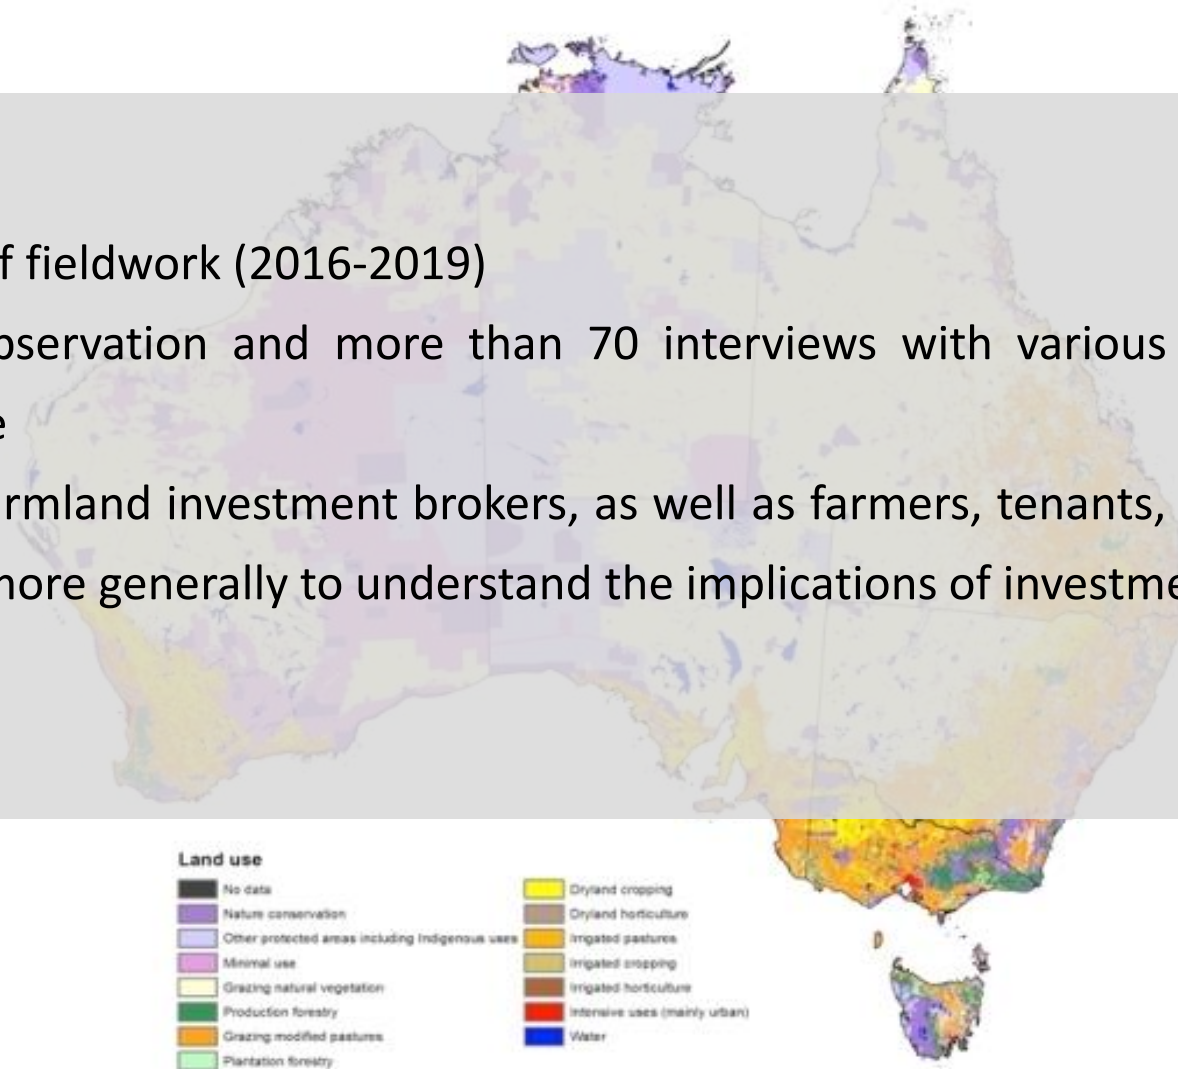 f fieldwork (2016-2019)
bservation and more than 70 interviews with various
e
rmland investment brokers, as well as farmers, tenants,
more generally to understand the implications of investme
Land use
No data
Nature conservation
Other protected areas including Indigenous uses
Minimal use
Grazing natural vegetation
Production forestry
Grazing modified pastures
Plantation forestry
Dryland cropping
Dryland horticulture
Irrigated pastures
Irrigated cropping
Irrigated horticulture
Intensive uses (mainly urban)
Water